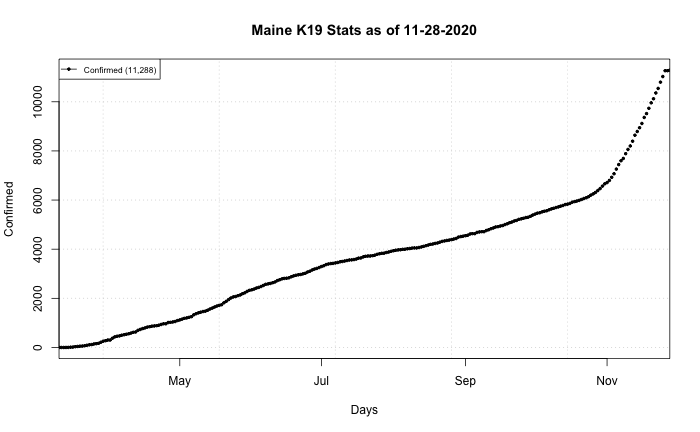 Maine K19 Stats as of 11-28-2020
Confirmed (11,288)
Confirmed
10000
8000
6000
4000
2000
0
May Jul Sep Nov
Days